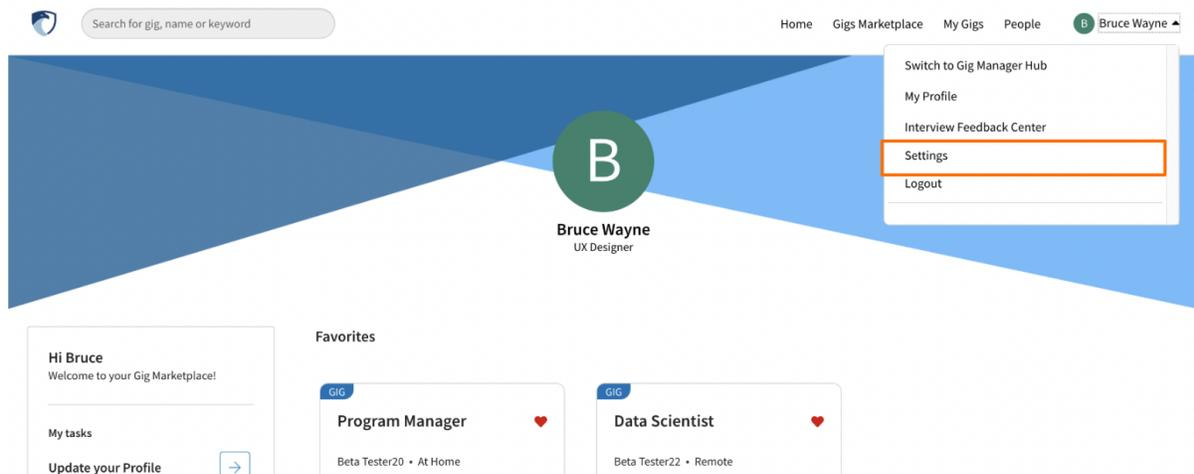 Search for gig, name or keyword
Home Gigs Marketplace My Gigs People B Bruce Wayne
Switch to Gig Manager Hub
My Profile
Interview Feedback Center
Settings
Logout
B
Bruce Wayne
UX Designer
Hi Bruce
Welcome to your Gig Marketplace!
My tasks
Update your Profile
Favorites
GIG
Program Manager
Beta Tester20 • At Home
GIG
Data Scientist
Beta Tester22 • Remote